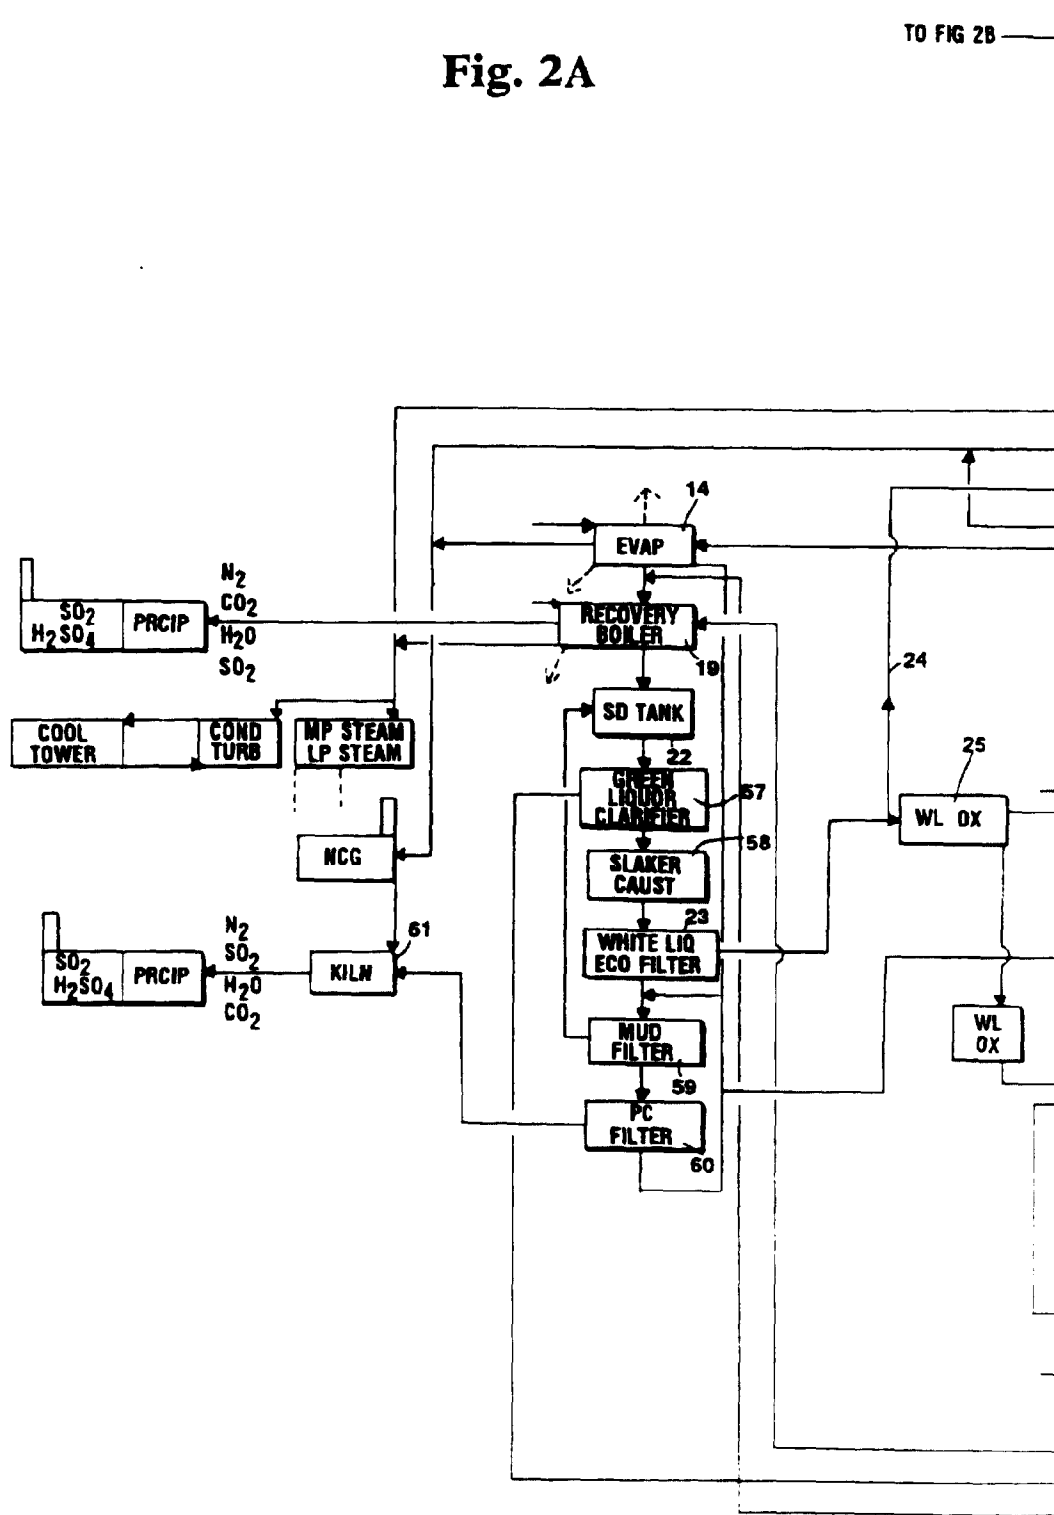 TO FIG 2B
Fig. 2A
14
EVAP
N2
CO2
H2O
SO2
SO2
H2SO4
PRCIP
RECOVERY
BOILER
19
24
SD TANK
22
COOL
TOWER
COND
TURB
MP STEAM
LP STEAM
25
WL OX
GREEN
LIQUOR
CLARIFIER
57
58
NCG
SLAKER
CAUST
23
WHITE LIQ
ECO FILTER
N2
SO2
H2O
CO2
61
SO2
H2SO4
PRCIP
KILN
WL
OX
MUD
FILTER
59
PC
FILTER
60